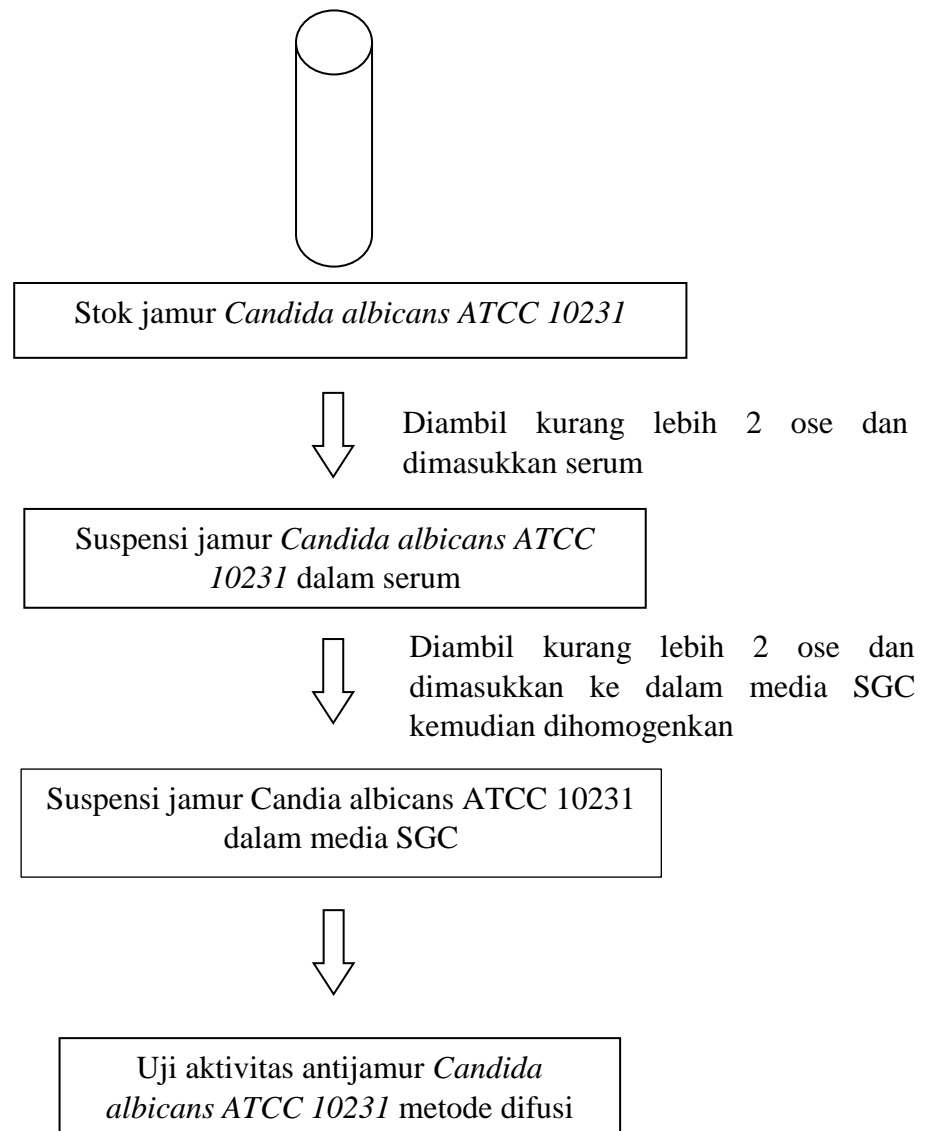 Stok jamur Candida albicans ATCC 10231
Diambil kurang lebih 2 ose dan
dimasukkan serum
Suspensi jamur Candida albicans ATCC
10231 dalam serum
Diambil kurang lebih 2 ose dan
dimasukkan ke dalam media SGC
kemudian dihomogenkan
Suspensi jamur Candia albicans ATCC 10231
dalam media SGC
Uji aktivitas antijamur Candida
albicans ATCC 10231 metode difusi